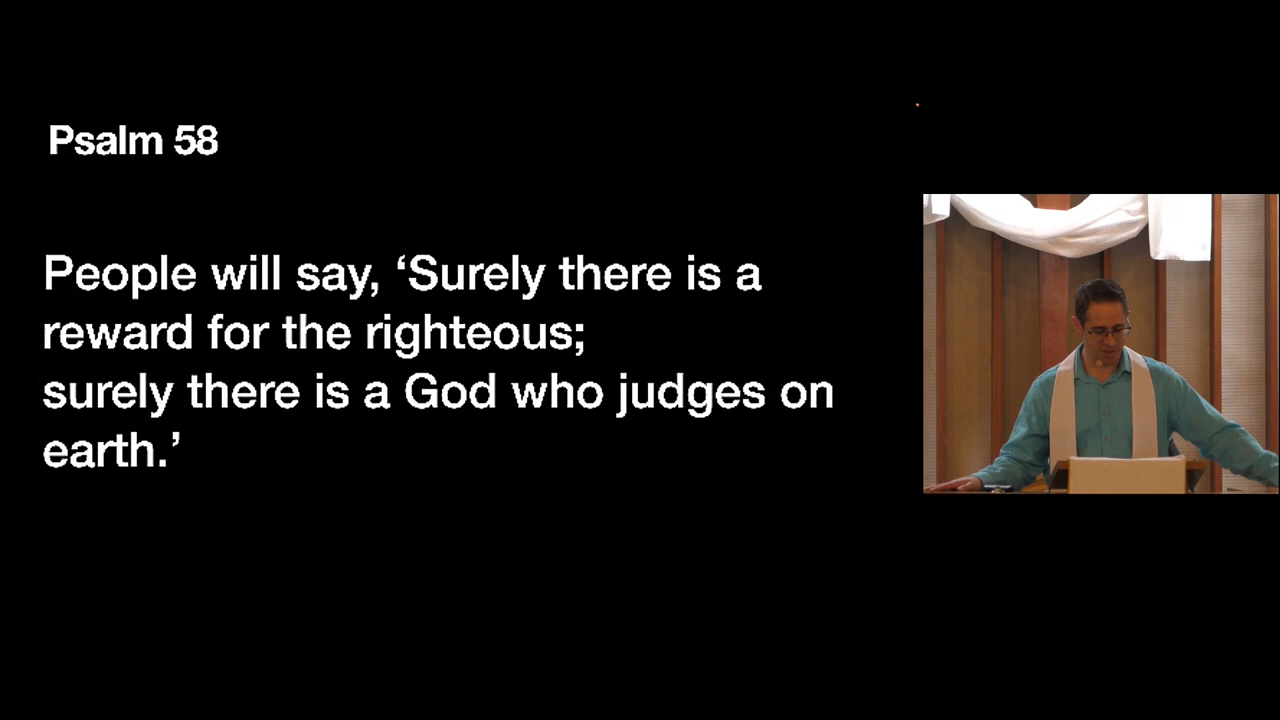 Psalm 58
People will say, ‘Surely there is a
reward for the righteous;
surely there is a God who judges on
earth.’